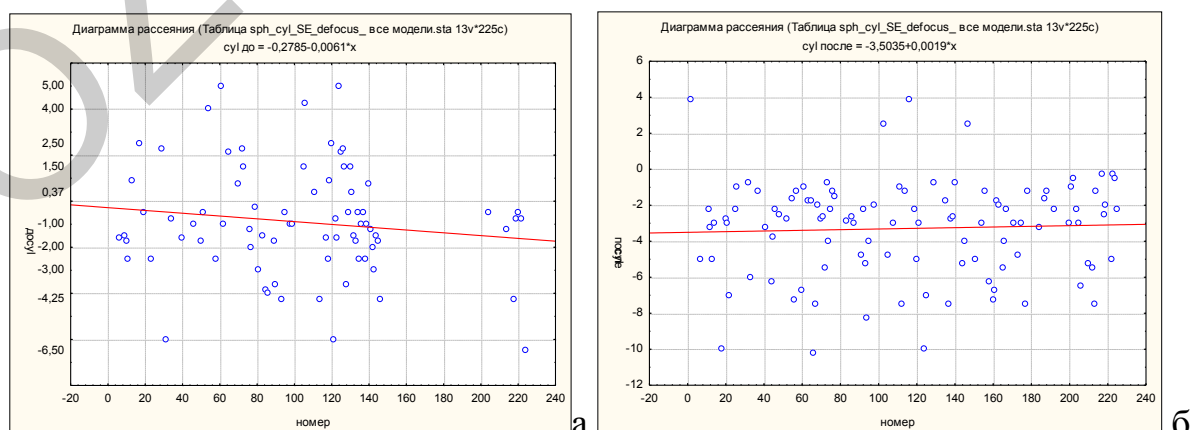 Диаграмма рассеяния (Таблица sph_cyl_SE_defocus_ все модели.sta 13v*225c)
cyl до = -0,2785-0,0061*x
5,00
4,00
2,50
1,50
0,37
-1,00
-2,00
-3,00
-4,25
-6,50
-20 0 20 40 60 80 100 120 140 160 180 200 220 240
номер
а
Диаграмма рассеяния (Таблица sph_cyl_SE_defocus_ все модели.sta 13v*225c)
cyl после = -3,5035+0,0019*x
6
4
2
0
-2
-4
-6
-8
-10
-12
-20 0 20 40 60 80 100 120 140 160 180 200 220 240
номер
б